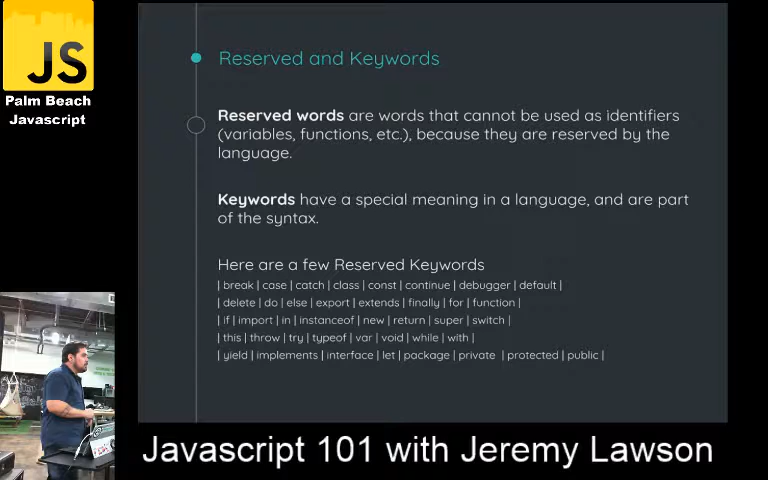 JS
Palm Beach
Javascript
Reserved and Keywords
Reserved words are words that cannot be used as identifiers
(variables, functions, etc.), because they are reserved by the
language.
Keywords have a special meaning in a language, and are part
of the syntax.
Here are a few Reserved Keywords
| break | case | catch | class | const | continue | debugger | default |
| delete | do | else | export | extends | finally | for | function |
| if | import | in | instanceof | new | return | super | switch |
| this | throw | try | typeof | var | void | while | with |
| yield | implements | interface | let | package | private | protected | public |
Javascript 101 with Jeremy Lawson